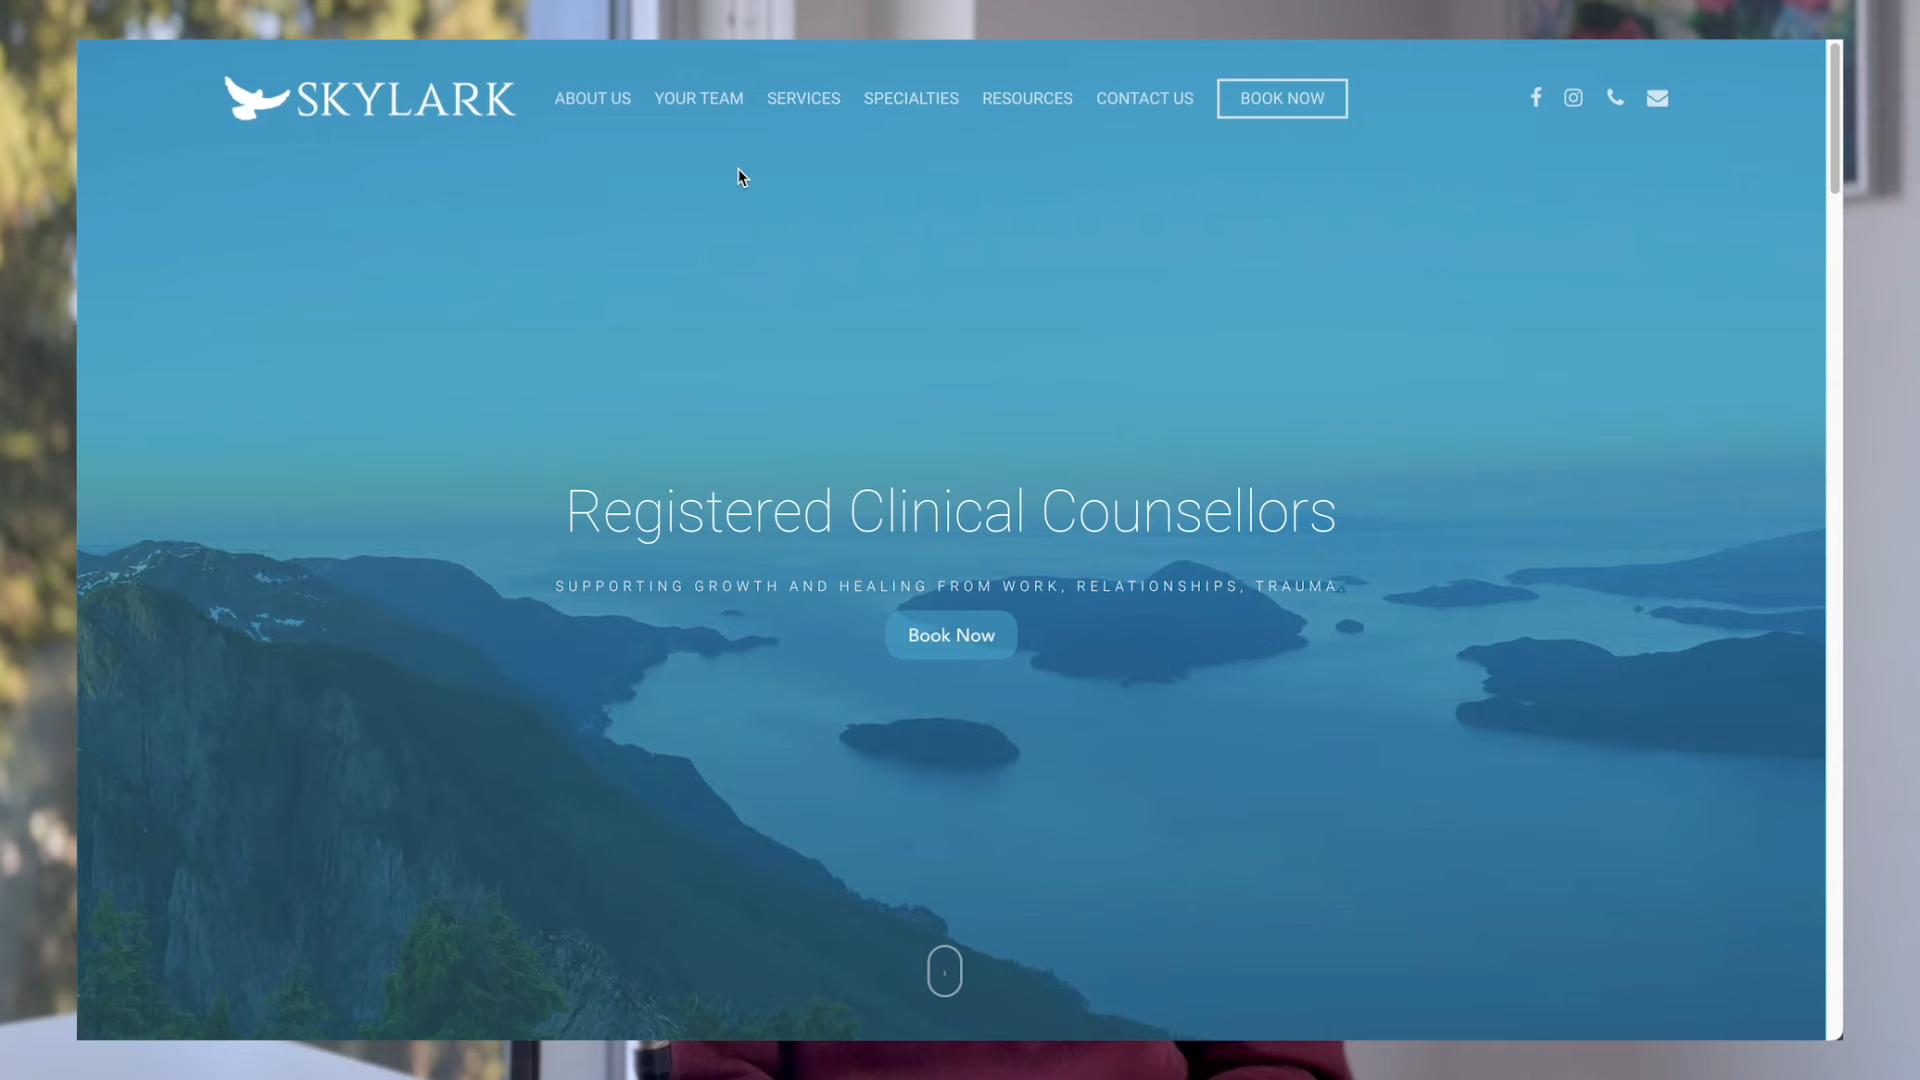 SKYLARK
ABOUT US YOUR TEAM SERVICES SPECIALTIES RESOURCES CONTACT US BOOK NOW
Registered Clinical Counsellors
SUPPORTING GROWTH AND HEALING FROM WORK, RELATIONSHIPS, TRAUMA.
Book Now